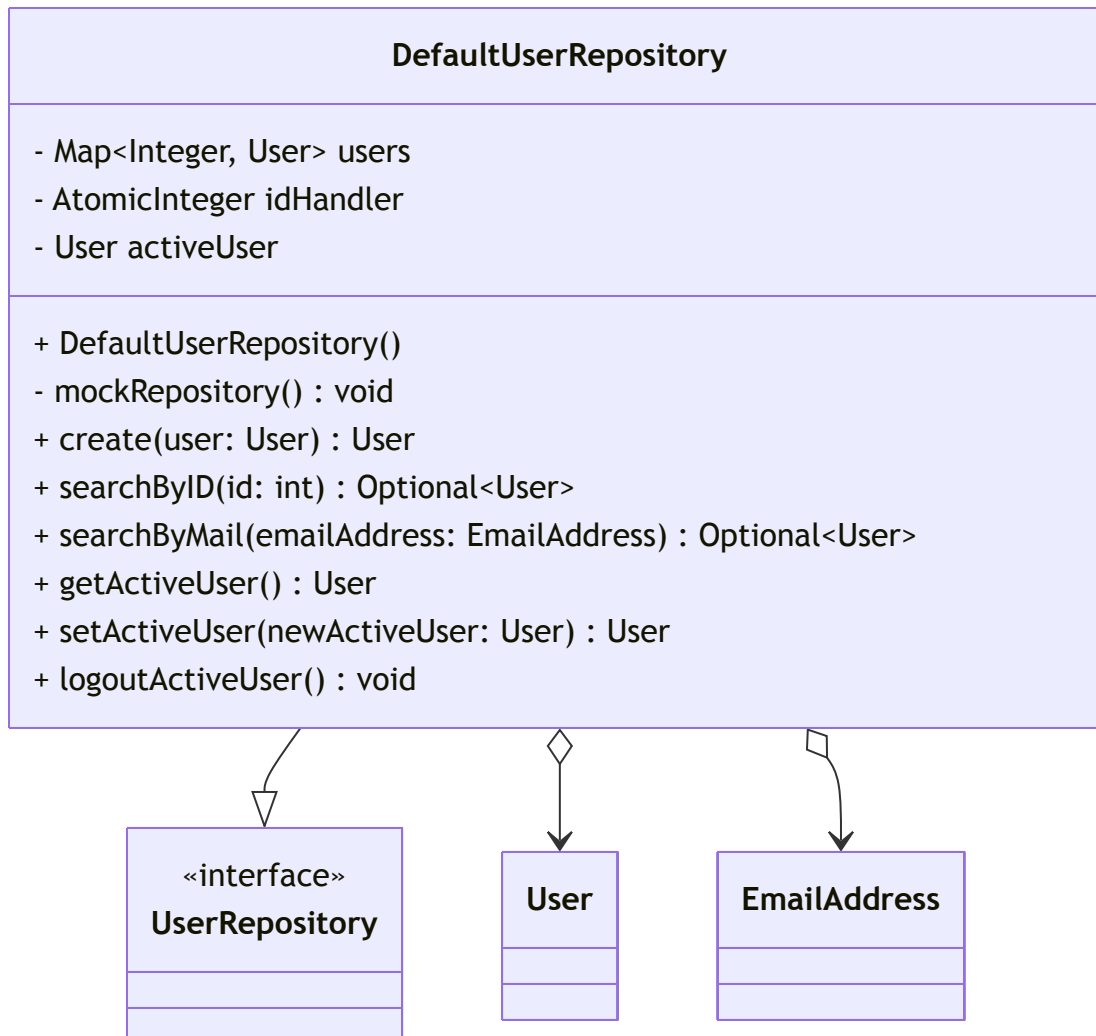 DefaultUserRepository
- Map<Integer, User> users
- AtomicInteger idHandler
- User activeUser
+ DefaultUserRepository()
- mockRepository() : void
+ create(user: User) : User
+ searchByID(id: int) : Optional<User>
+ searchByMail(emailAddress: EmailAddress) : Optional<User>
+ getActiveUser() : User
+ setActiveUser(newActiveUser: User) : User
+ logoutActiveUser() : void
«interface»
UserRepository
User
EmailAddress